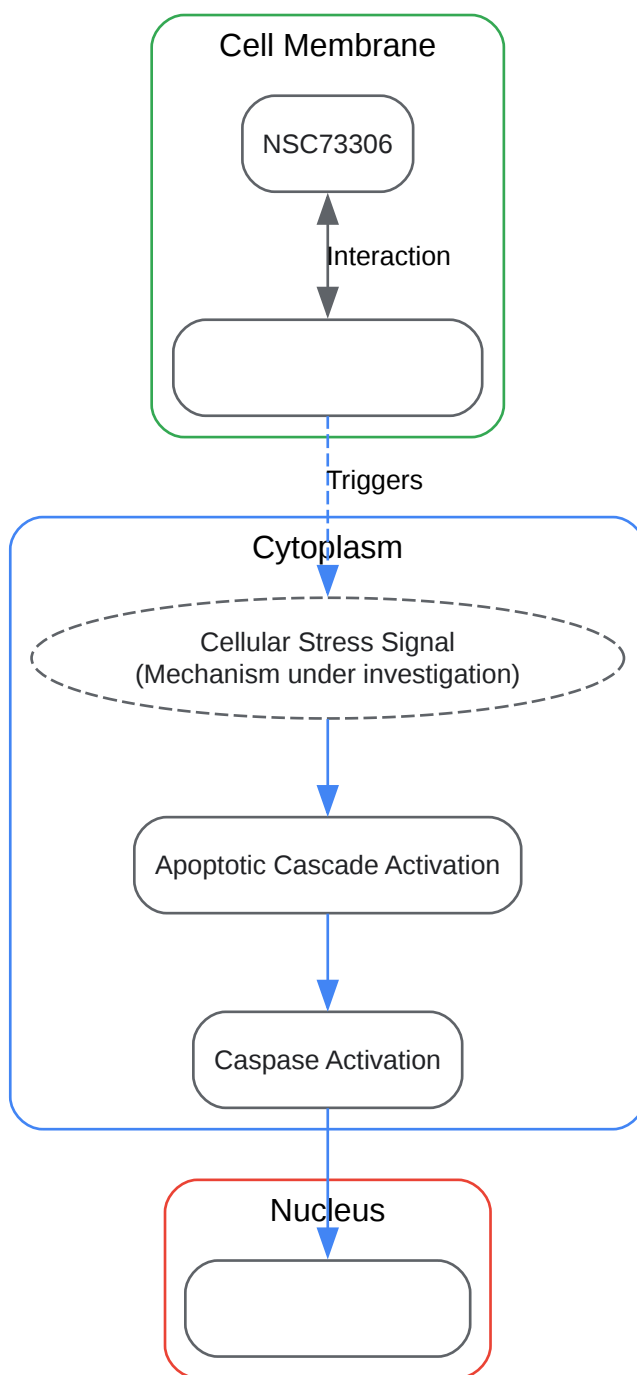 Cell Membrane
NSC73306
Interaction
Triggers
Cytoplasm
Cellular Stress Signal
(Mechanism under investigation)
Apoptotic Cascade Activation
Caspase Activation
Nucleus